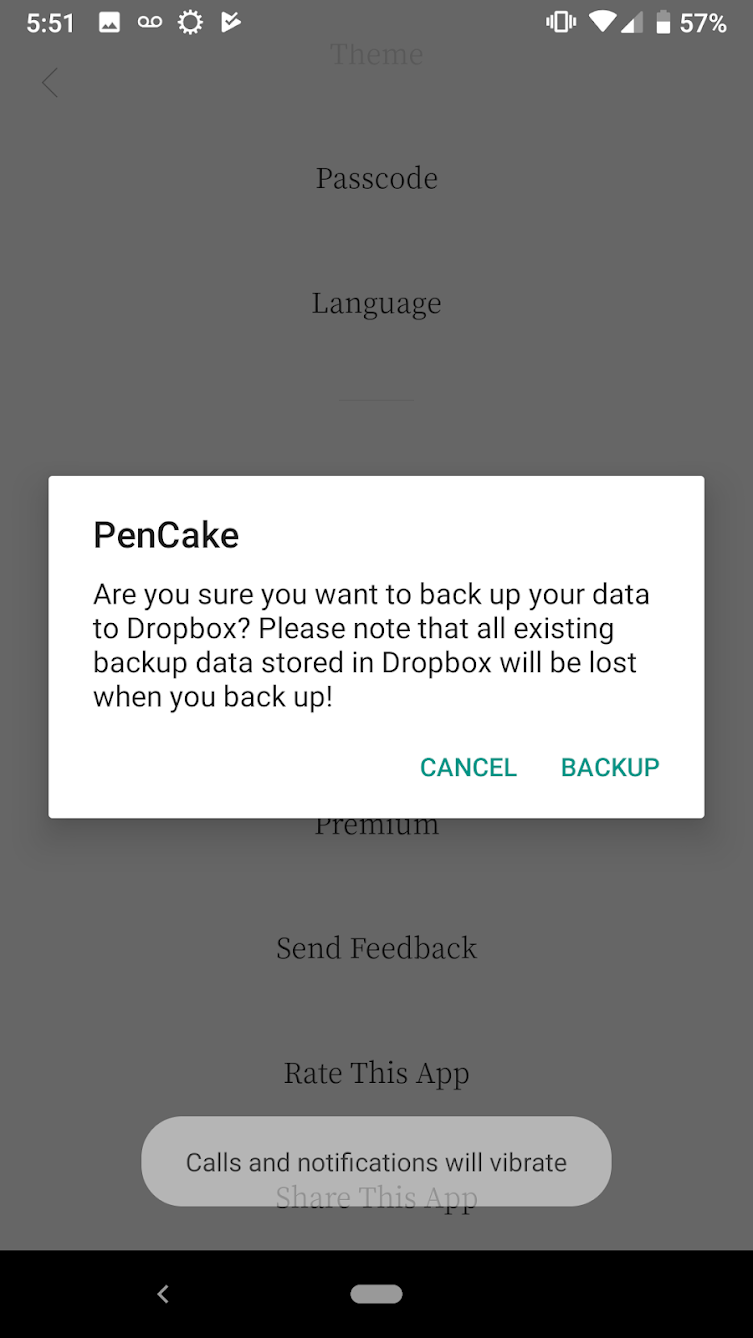 5:51
57%
Theme
Passcode
Language
PenCake
Are you sure you want to back up your data
to Dropbox? Please note that all existing
backup data stored in Dropbox will be lost
when you back up!
CANCEL
BACKUP
Premium
Send Feedback
Rate This App
Calls and notifications will vibrate
Share This App